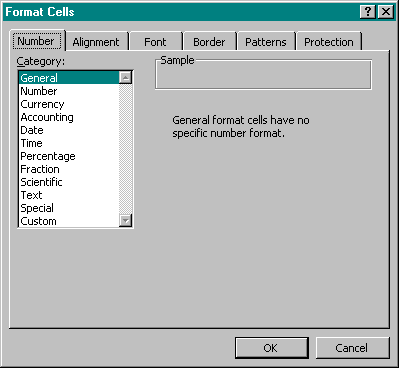 Format Cells
Number Alignment Font Border Patterns Protection
Category:
General
Number
Currency
Accounting
Date
Time
Percentage
Fraction
Scientific
Text
Special
Custom
Sample
General format cells have no
specific number format.
OK Cancel